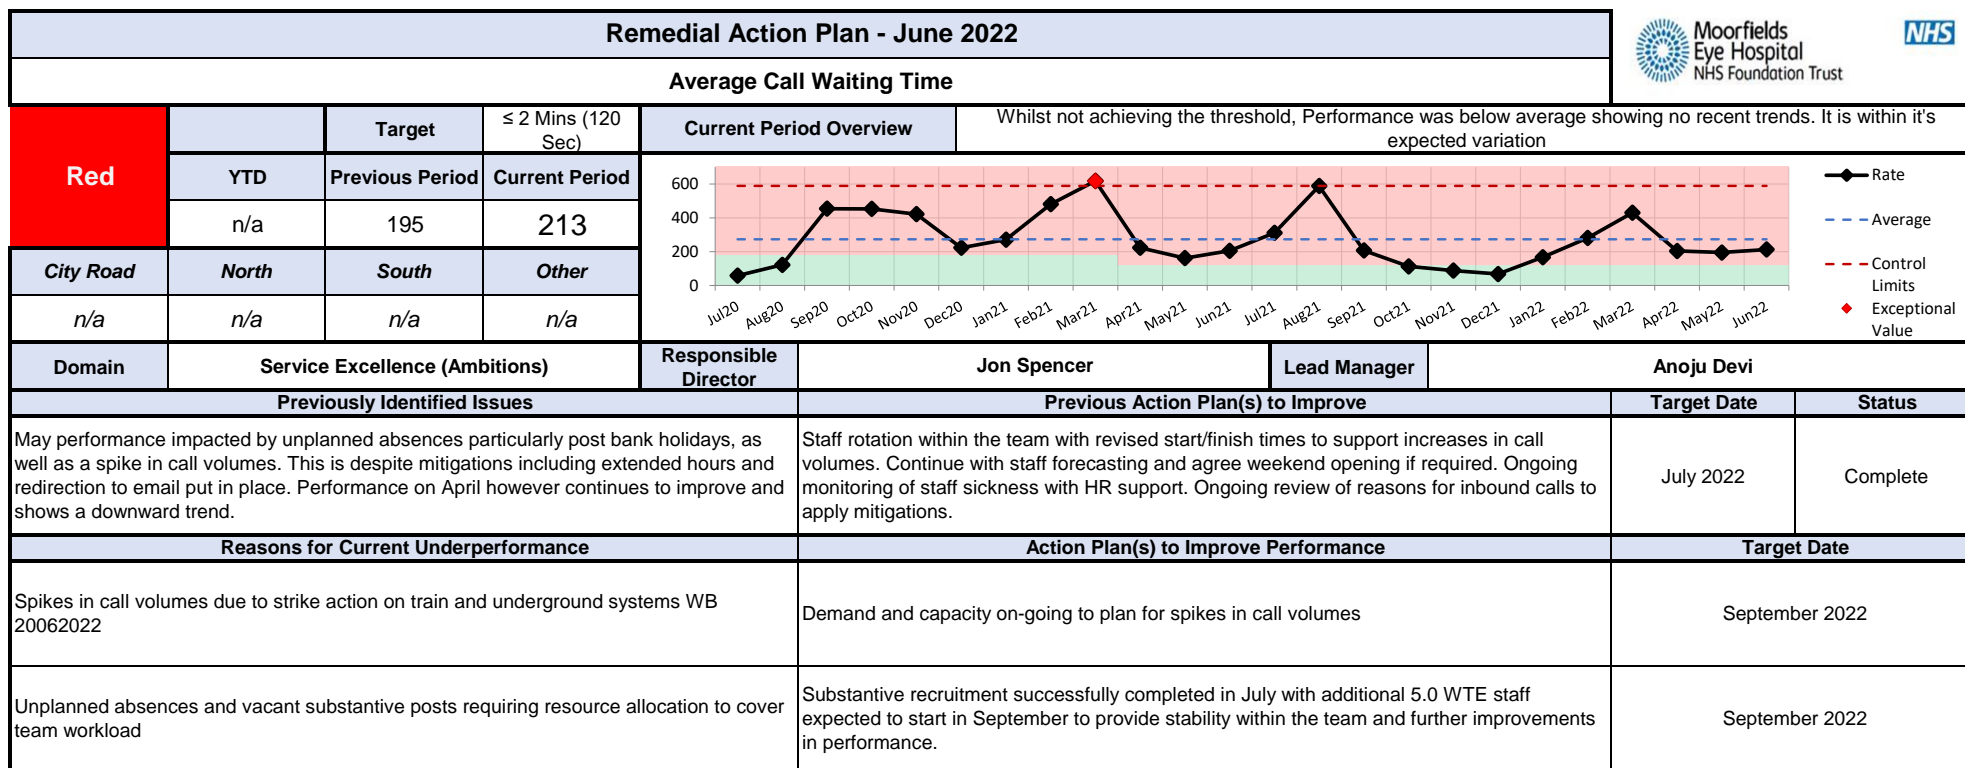 Remedial Action Plan - June 2022
Moorfields
Eye Hospital
NHS Foundation Trust
NHS
Average Call Waiting Time
Red
Target
≤ 2 Mins (120
Sec)
Current Period Overview
Whilst not achieving the threshold, Performance was below average showing no recent trends. It is within it's
expected variation
YTD
Previous Period
Current Period
n/a
195
213
City Road
North
South
Other
n/a
n/a
n/a
n/a
600
400
200
0
Jul20
Aug20
Sep20
Oct20
Nov20
Dec20
Jan21
Feb21
Mar21
Apr21
May21
Jun21
Jul21
Aug21
Sep21
Oct21
Nov21
Dec21
Jan22
Feb22
Mar22
Apr22
May22
Jun22
Rate
Average
Control
Limits
Exceptional
Value
Domain
Service Excellence (Ambitions)
Responsible
Director
Jon Spencer
Lead Manager
Anoju Devi
Previously Identified Issues
Previous Action Plan(s) to Improve
Target Date
Status
May performance impacted by unplanned absences particularly post bank holidays, as
well as a spike in call volumes. This is despite mitigations including extended hours and
redirection to email put in place. Performance on April however continues to improve and
shows a downward trend.
Staff rotation within the team with revised start/finish times to support increases in call
volumes. Continue with staff forecasting and agree weekend opening if required. Ongoing
monitoring of staff sickness with HR support. Ongoing review of reasons for inbound calls to
apply mitigations.
July 2022
Complete
Reasons for Current Underperformance
Action Plan(s) to Improve Performance
Target Date
Spikes in call volumes due to strike action on train and underground systems WB
20062022
Demand and capacity on-going to plan for spikes in call volumes
September 2022
Unplanned absences and vacant substantive posts requiring resource allocation to cover
team workload
Substantive recruitment successfully completed in July with additional 5.0 WTE staff
expected to start in September to provide stability within the team and further improvements
in performance.
September 2022